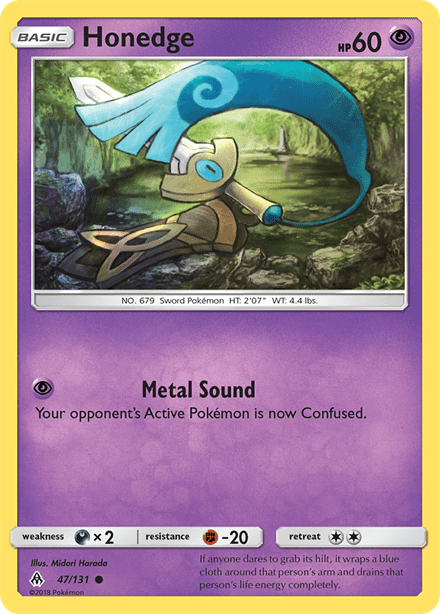 BASIC Honedge HP60
NO. 679 Sword Pokémon HT: 2'07" WT: 4.4 lbs.
Metal Sound
Your opponent's Active Pokémon is now Confused.
weakness ×2 resistance -20 retreat
Illus. Midori Harada
47/131
©2018 Pokémon
If anyone dares to grab its hilt, it wraps a blue
cloth around that person's arm and drains that
person's life energy completely.